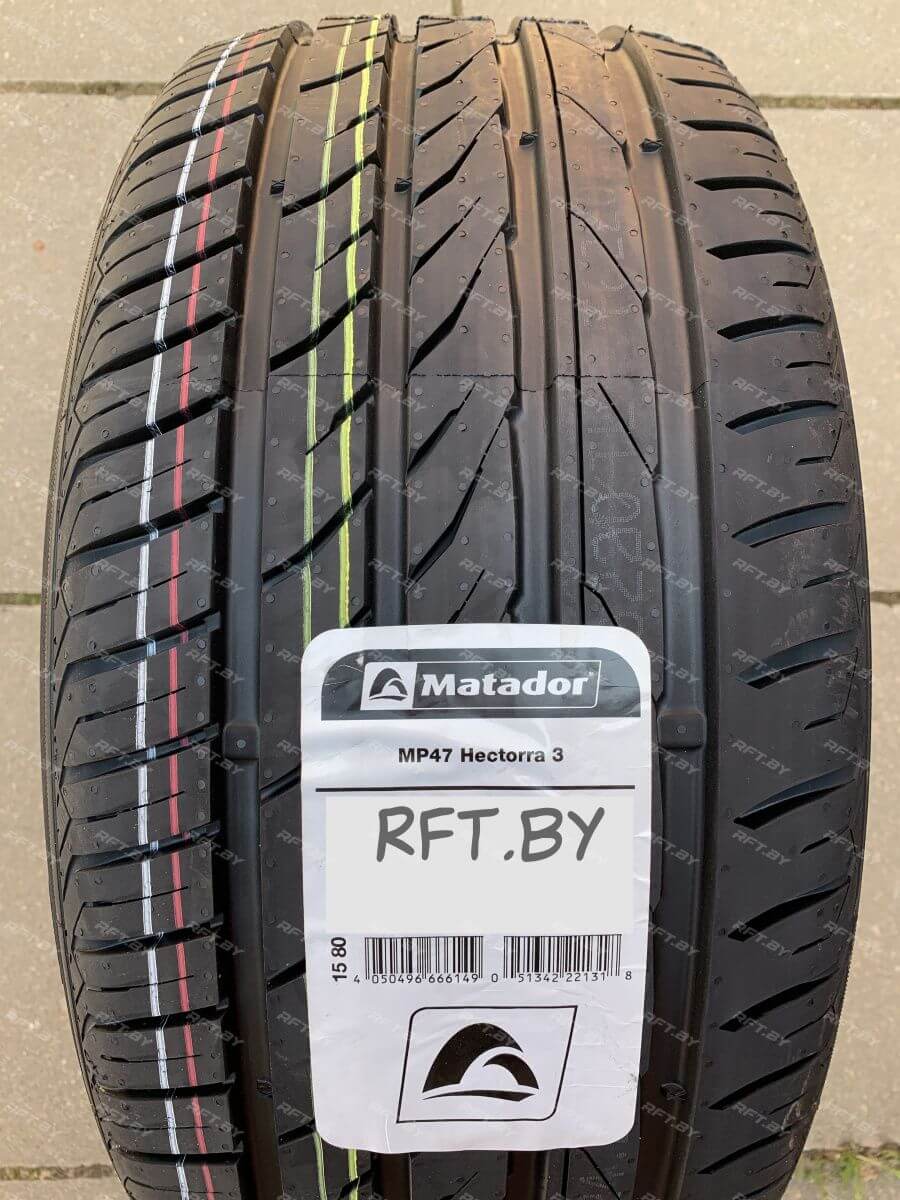 Matador
MP47 Hectorra 3
RFT.BY
15 80
4 050496 666149 0 51342 22131 8